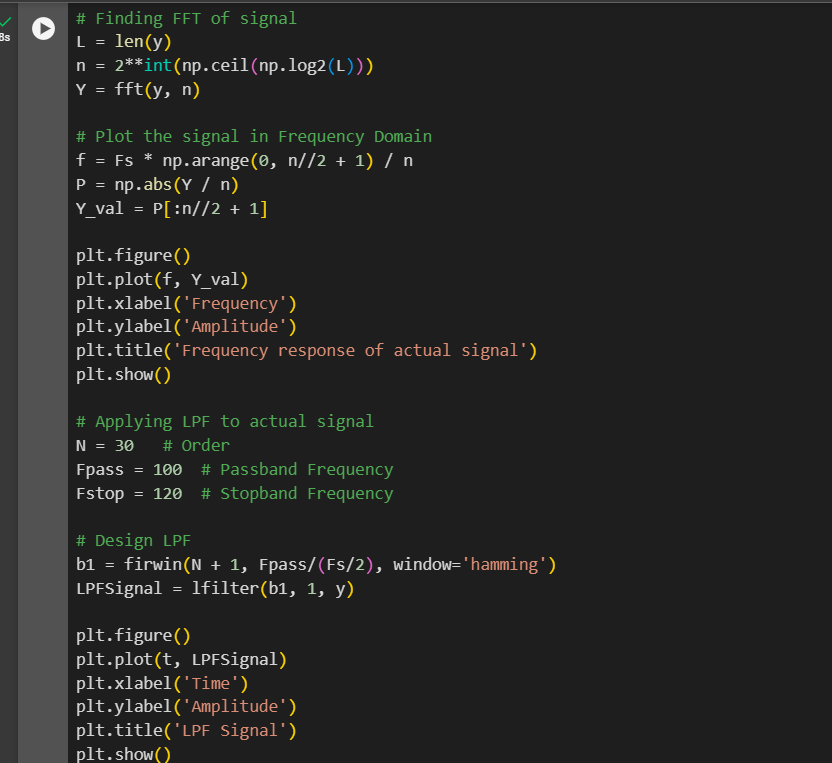 8s
# Finding FFT of signal
L = len(y)
n = 2**int(np.ceil(np.log2(L)))
Y = fft(y, n)
# Plot the signal in Frequency Domain
f = Fs * np.arange(0, n//2 + 1) / n
P = np.abs(Y / n)
Y_val = P[:n//2 + 1]
plt.figure()
plt.plot(f, Y_val)
plt.xlabel('Frequency')
plt.ylabel('Amplitude')
plt.title('Frequency response of actual signal')
plt.show()
# Applying LPF to actual signal
N = 30   # Order
Fpass = 100  # Passband Frequency
Fstop = 120  # Stopband Frequency
# Design LPF
b1 = firwin(N + 1, Fpass/(Fs/2), window='hamming')
LPFSignal = lfilter(b1, 1, y)
plt.figure()
plt.plot(t, LPFSignal)
plt.xlabel('Time')
plt.ylabel('Amplitude')
plt.title('LPF Signal')
plt.show()